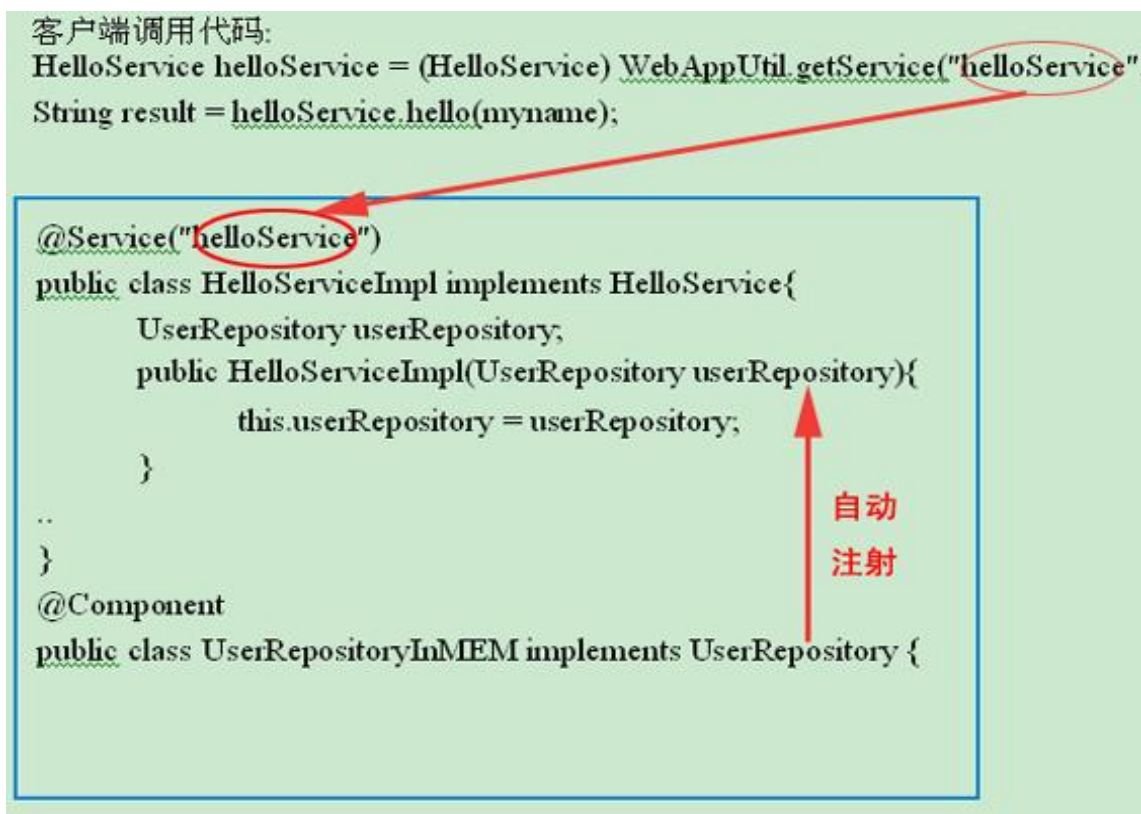 客户端调用代码:
HelloService helloService = (HelloService) WebAppUtil.getService("helloService"
String result = helloService.hello(myname);
@Service("helloService")
public class HelloServiceImpl implements HelloService{
UserRepository userRepository;
public HelloServiceImpl(UserRepository userRepository){
this.userRepository = userRepository;
}
..
}
自动
注射
@Component
public class UserRepositoryInMEM implements UserRepository {